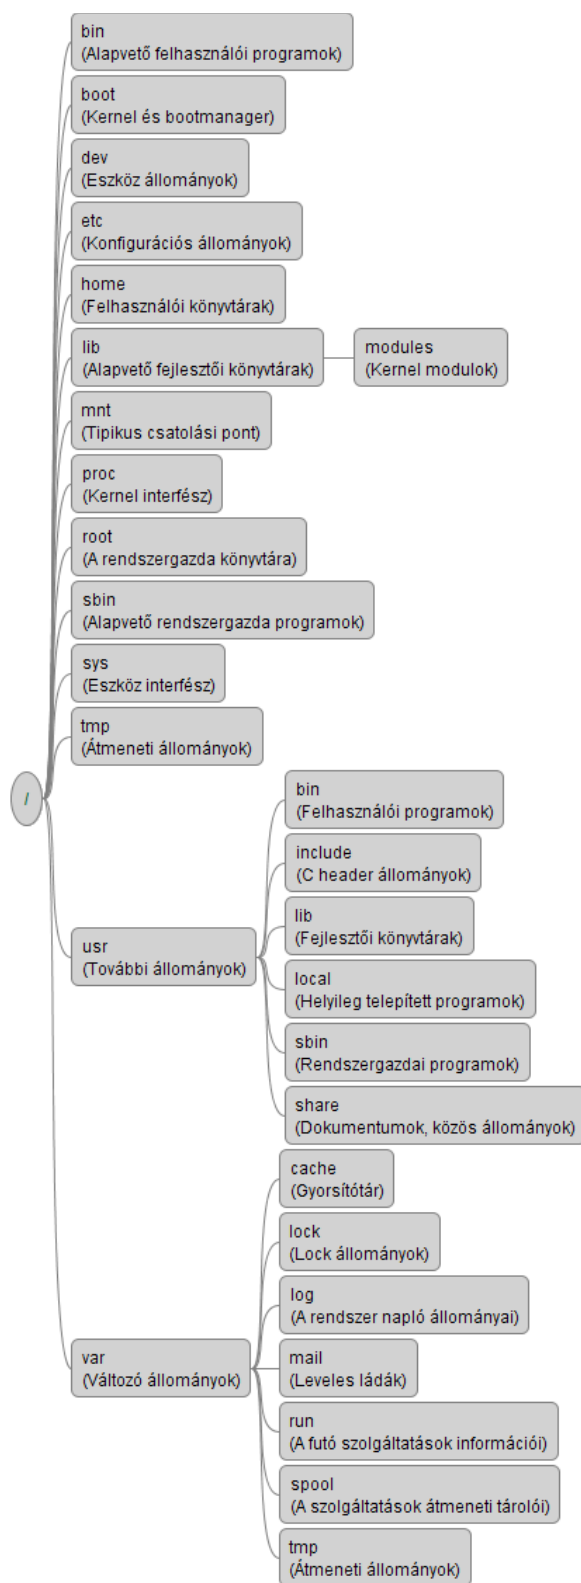 bin
(Alapvető felhasználói programok)
boot
(Kernel és bootmanager)
dev
(Eszköz állományok)
etc
(Konfigurációs állományok)
home
(Felhasználói könyvtárak)
lib
(Alapvető fejlesztői könyvtárak)
modules
(Kernel modulok)
mnt
(Tipikus csatolási pont)
proc
(Kernel interfész)
root
(A rendszergazda könyvtára)
sbin
(Alapvető rendszergazda programok)
sys
(Eszköz interfész)
tmp
(Átmeneti állományok)
/
usr
(További állományok)
bin
(Felhasználói programok)
include
(C header állományok)
lib
(Fejlesztői könyvtárak)
local
(Helyileg telepített programok)
sbin
(Rendszergazdai programok)
share
(Dokumentumok, közös állományok)
var
(Változó állományok)
cache
(Gyorsítótár)
lock
(Lock állományok)
log
(A rendszer napló állományai)
mail
(Leveles ládák)
run
(A futó szolgáltatások információi)
spool
(A szolgáltatások átmeneti tárolói)
tmp
(Átmeneti állományok)